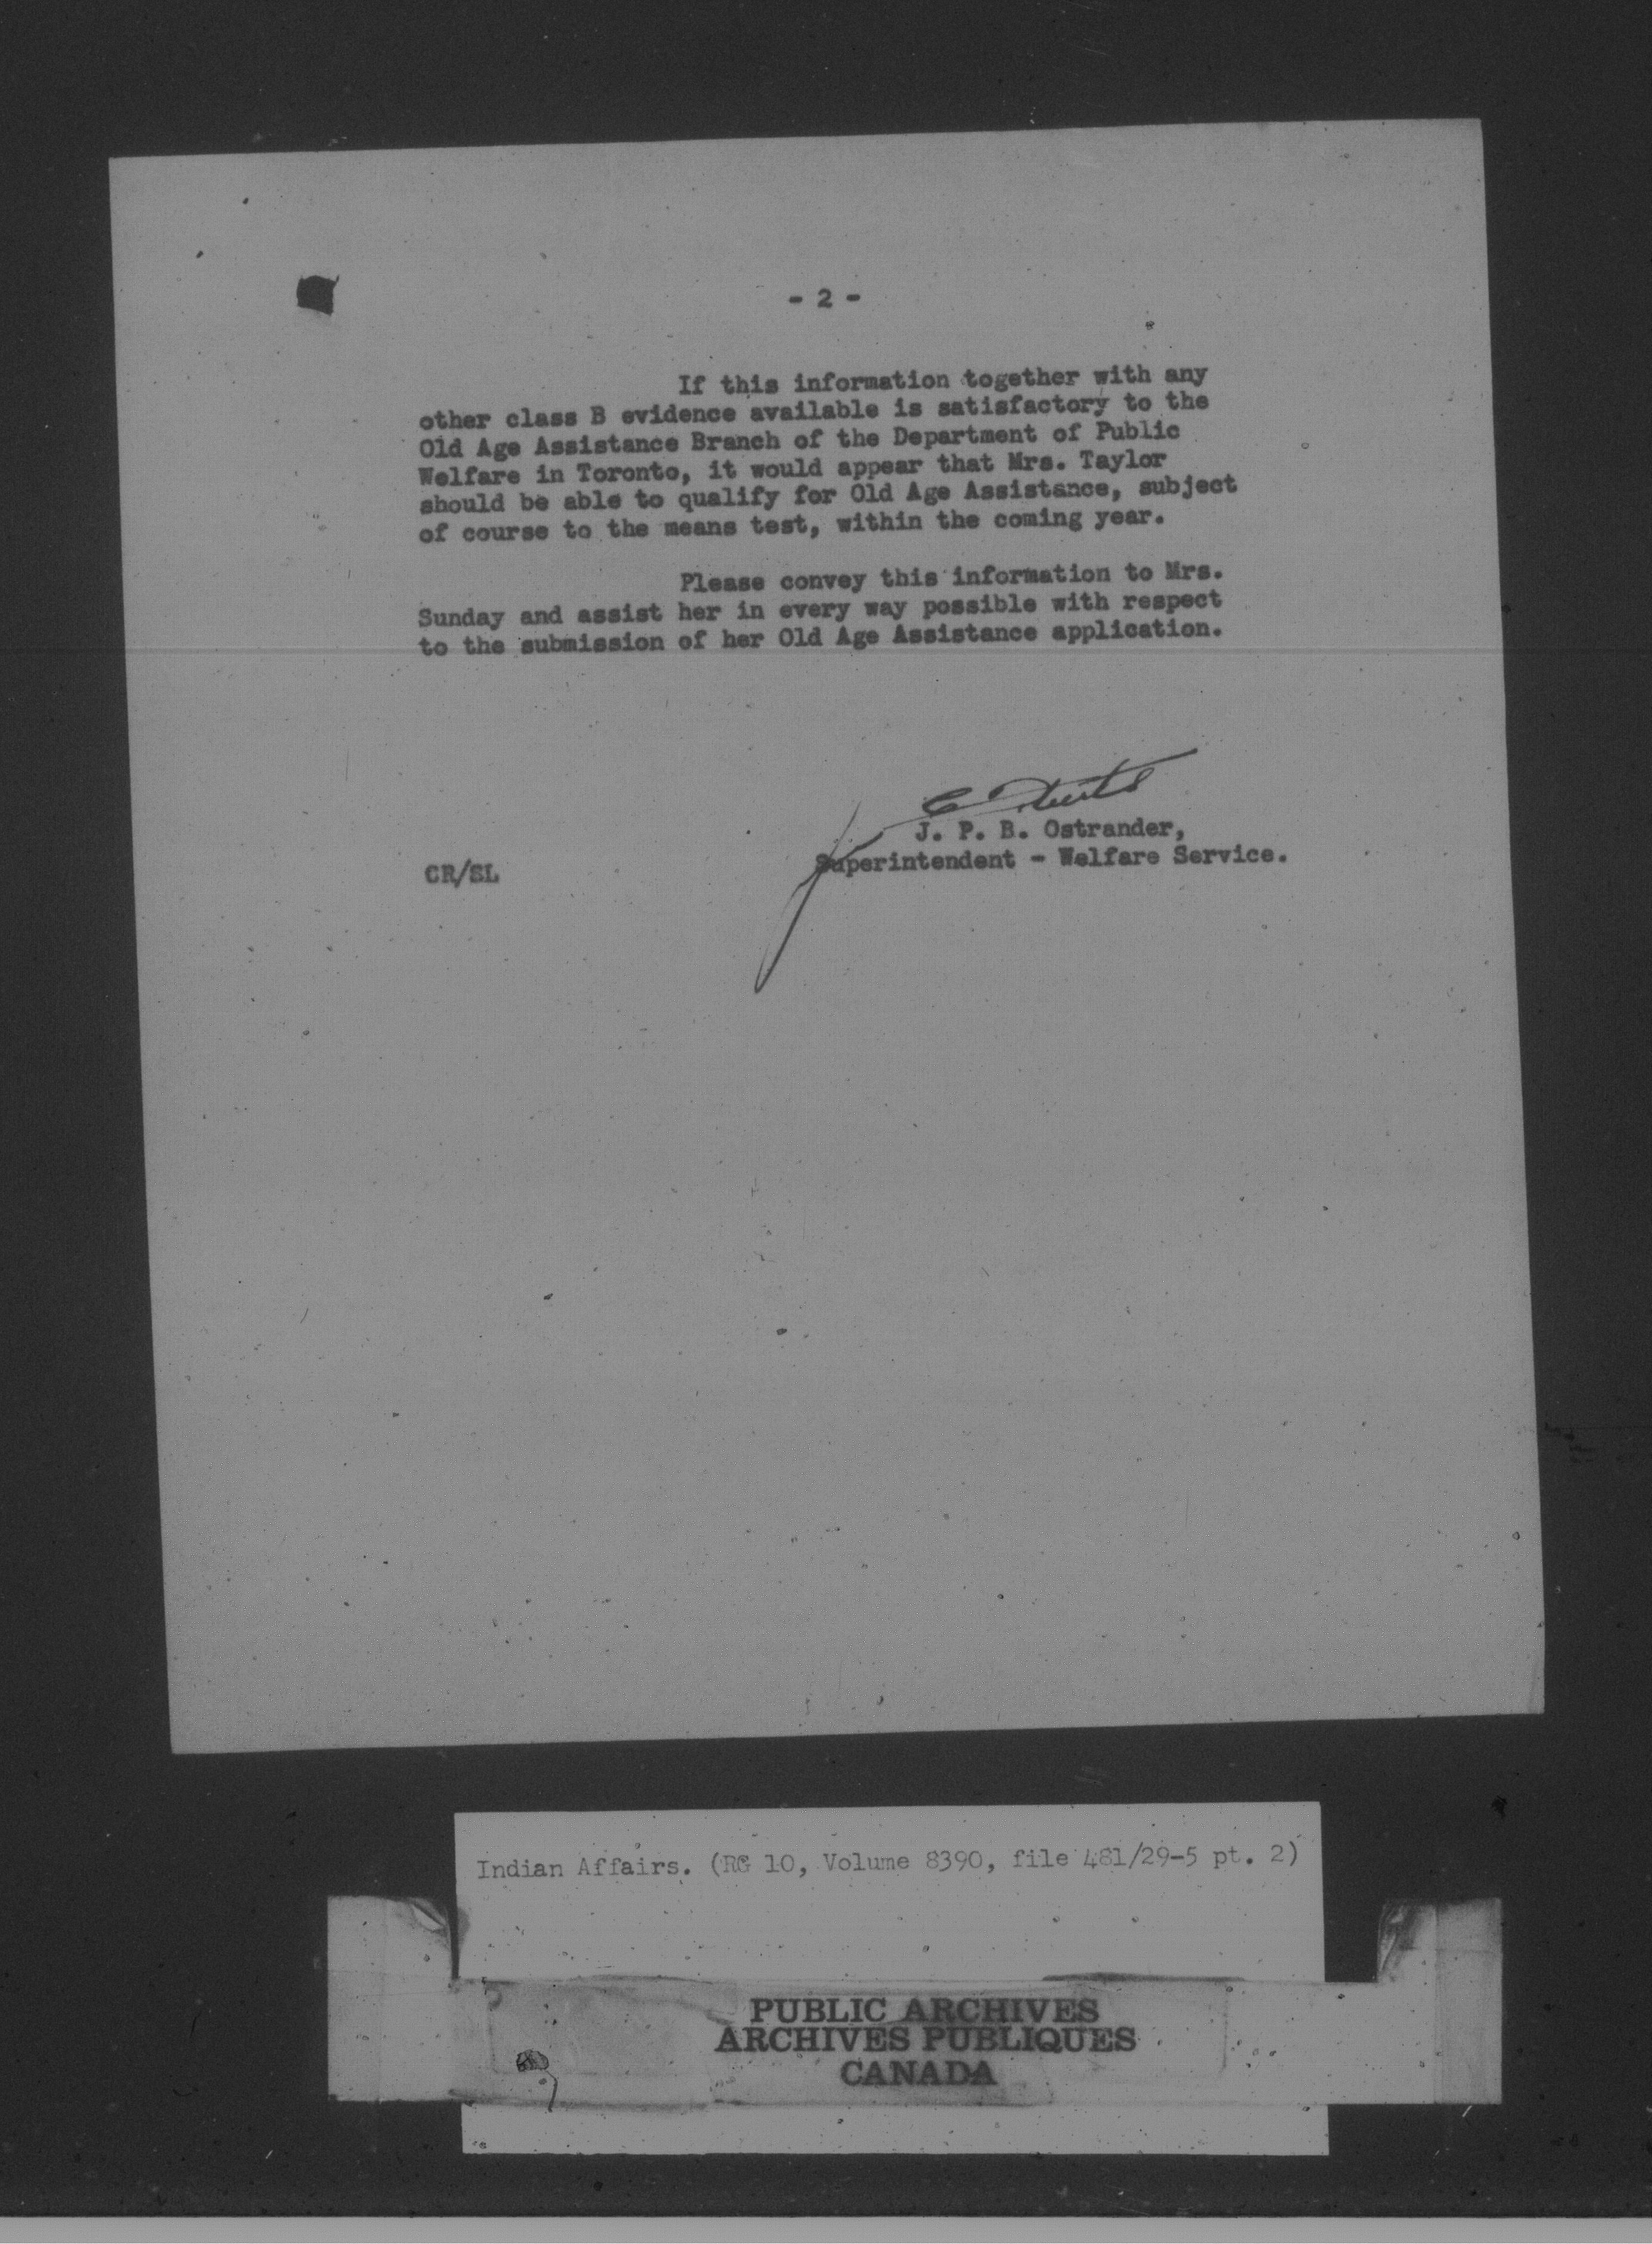 - 2 -
If this information together with any
other class B evidence available is satisfactory to the
Old Age Assistance Branch of the Department of Public
Welfare in Toronto, it would appear that Mrs. Taylor
should be able to qualify for Old Age Assistance, subject
of course to the means test, within the coming year.
Please convey this information to Mrs.
Sunday and assist her in every way possible with respect
to the submission of her Old Age Assistance application.
J. P. B. Ostrander,
Superintendent - Welfare Service.
CR/SL
Indian Affairs. (RG 10, Volume 8390, file 481/29-5 pt. 2)
PUBLIC ARCHIVES
ARCHIVES PUBLIQUES
CANADA